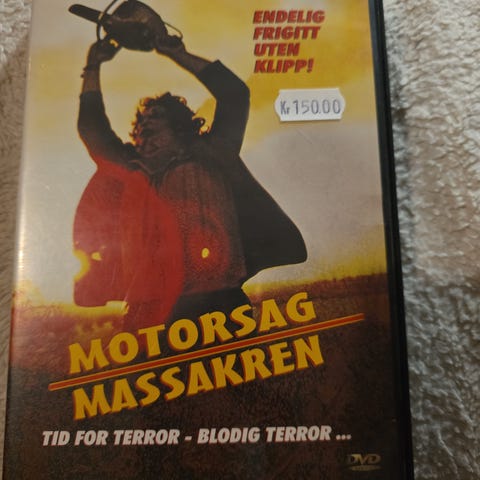 ENDELIG
FRIGITT
UTEN
KLIPP!
Kr 150.00
MOTORSAG
MASSAKREN
TID FOR TERROR - BLODIG TERROR ...
DVD